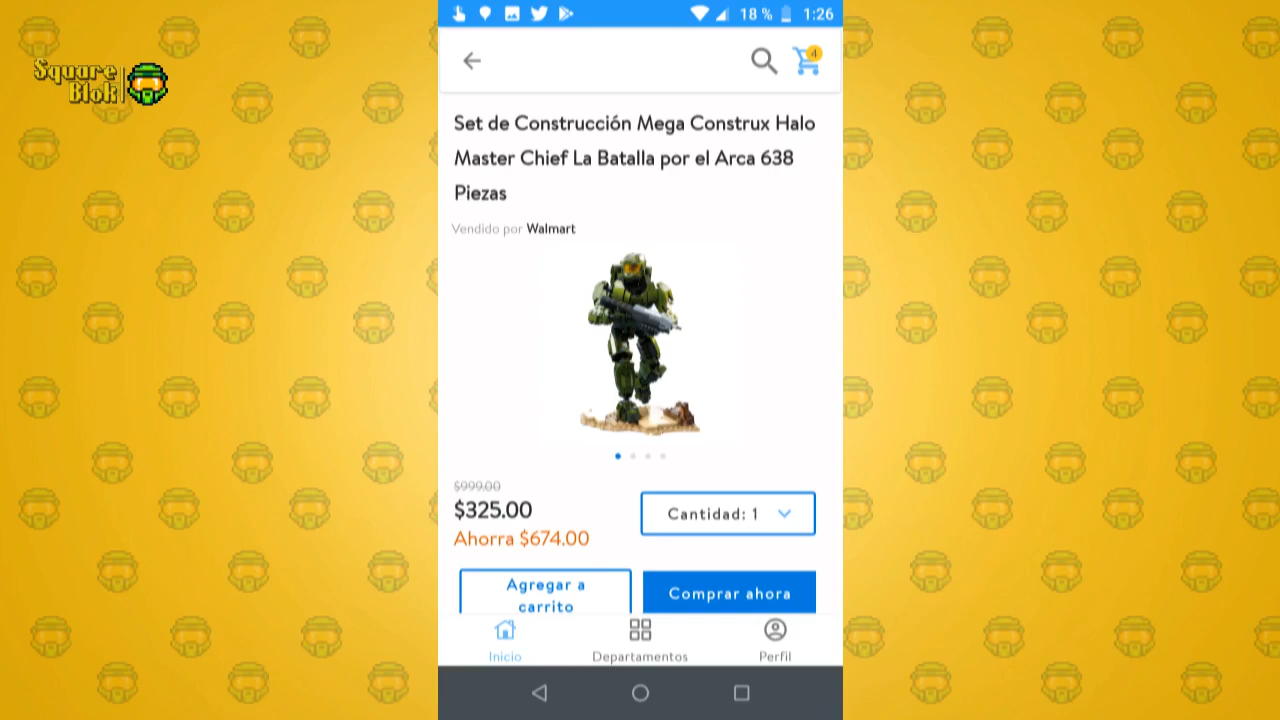 Square
Blok
18 %
1:26
4
Set de Construcción Mega Construx Halo
Master Chief La Batalla por el Arca 638
Piezas
Vendido por Walmart
$999.00
$325.00
Cantidad: 1
Ahorra $674.00
Agregar a
carrito
Comprar ahora
Inicio
Departamentos
Perfil